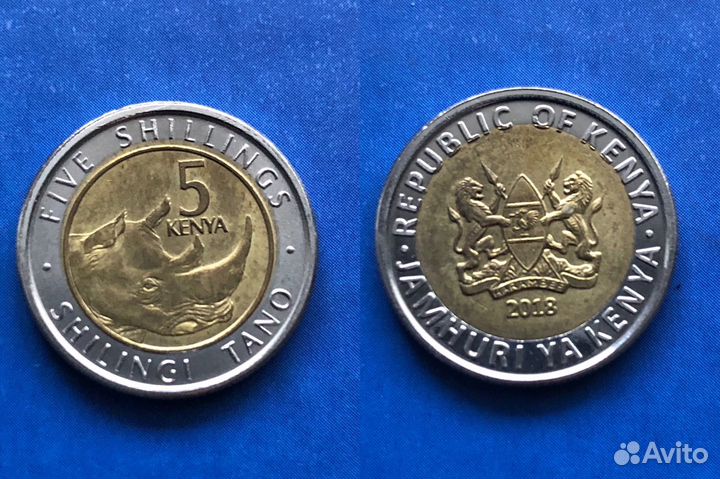 FIVE SHILLINGS
5
KENYA
SHILINGI TANO
REPUBLIC OF KENYA
HARAMBEE
2018
JAMHURI YA KENYA
Avito